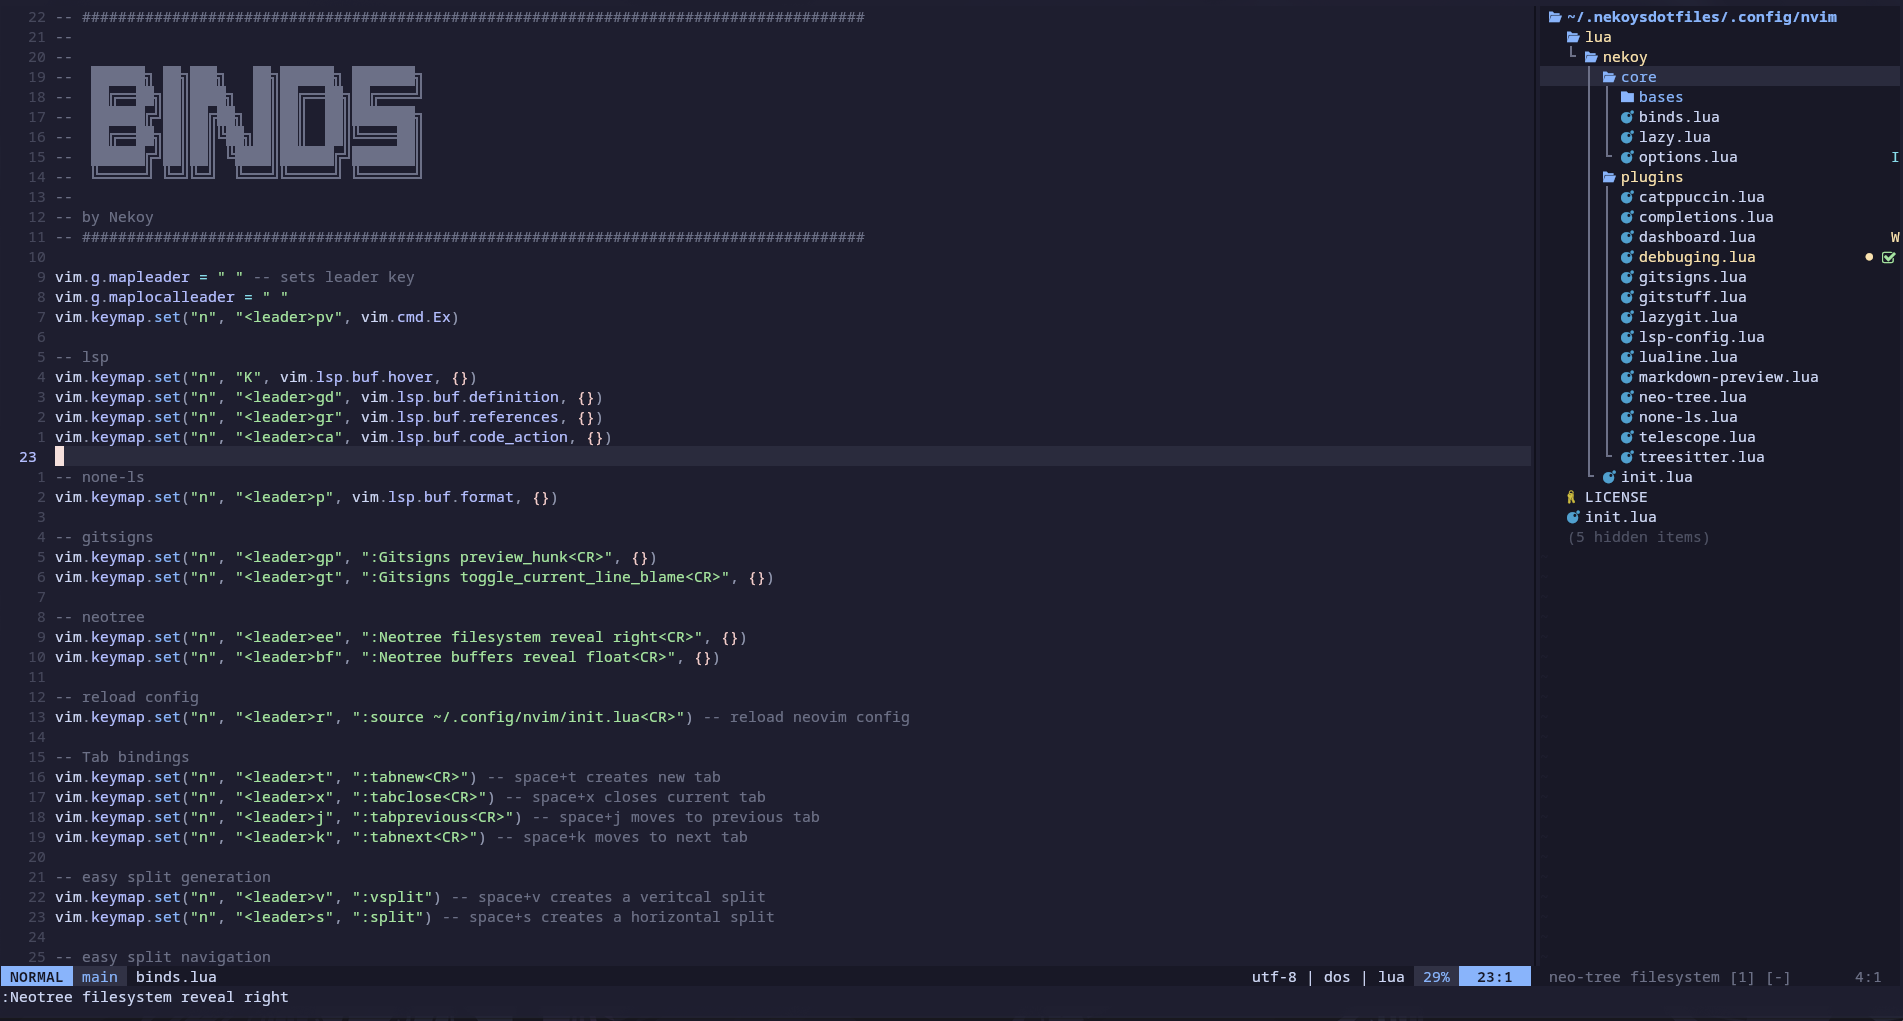 22 -- #######################################################################################
21 --
20 --
19 -- BINDS
18 --
17 --
16 --
15 --
14 --
13 --
12 -- by Nekoy
11 -- #######################################################################################
10
9 vim.g.mapleader = " " -- sets leader key
8 vim.g.maplocalleader = " "
7 vim.keymap.set("n", "<leader>pv", vim.cmd.Ex)
6
5 -- lsp
4 vim.keymap.set("n", "K", vim.lsp.buf.hover, {})
3 vim.keymap.set("n", "<leader>gd", vim.lsp.buf.definition, {})
2 vim.keymap.set("n", "<leader>gr", vim.lsp.buf.references, {})
1 vim.keymap.set("n", "<leader>ca", vim.lsp.buf.code_action, {})
23
1 -- none-ls
2 vim.keymap.set("n", "<leader>p", vim.lsp.buf.format, {})
3
4 -- gitsigns
5 vim.keymap.set("n", "<leader>gp", ":Gitsigns preview_hunk<CR>", {})
6 vim.keymap.set("n", "<leader>gt", ":Gitsigns toggle_current_line_blame<CR>", {})
7
8 -- neotree
9 vim.keymap.set("n", "<leader>ee", ":Neotree filesystem reveal right<CR>", {})
10 vim.keymap.set("n", "<leader>bf", ":Neotree buffers reveal float<CR>", {})
11
12 -- reload config
13 vim.keymap.set("n", "<leader>r", ":source ~/.config/nvim/init.lua<CR>") -- reload neovim config
14
15 -- Tab bindings
16 vim.keymap.set("n", "<leader>t", ":tabnew<CR>") -- space+t creates new tab
17 vim.keymap.set("n", "<leader>x", ":tabclose<CR>") -- space+x closes current tab
18 vim.keymap.set("n", "<leader>j", ":tabprevious<CR>") -- space+j moves to previous tab
19 vim.keymap.set("n", "<leader>k", ":tabnext<CR>") -- space+k moves to next tab
20
21 -- easy split generation
22 vim.keymap.set("n", "<leader>v", ":vsplit") -- space+v creates a veritcal split
23 vim.keymap.set("n", "<leader>s", ":split") -- space+s creates a horizontal split
24
25 -- easy split navigation
NORMAL main binds.lua utf-8 | dos | lua 29% 23:1
:Neotree filesystem reveal right
~/.nekoysdotfiles/.config/nvim
lua
nekoy
core
bases
binds.lua
lazy.lua
options.lua I
plugins
catppuccin.lua
completions.lua
dashboard.lua W
debbuging.lua
gitsigns.lua
gitstuff.lua
lazygit.lua
lsp-config.lua
lualine.lua
markdown-preview.lua
neo-tree.lua
none-ls.lua
telescope.lua
treesitter.lua
init.lua
LICENSE
init.lua
(5 hidden items)
neo-tree filesystem [1] [-] 4:1